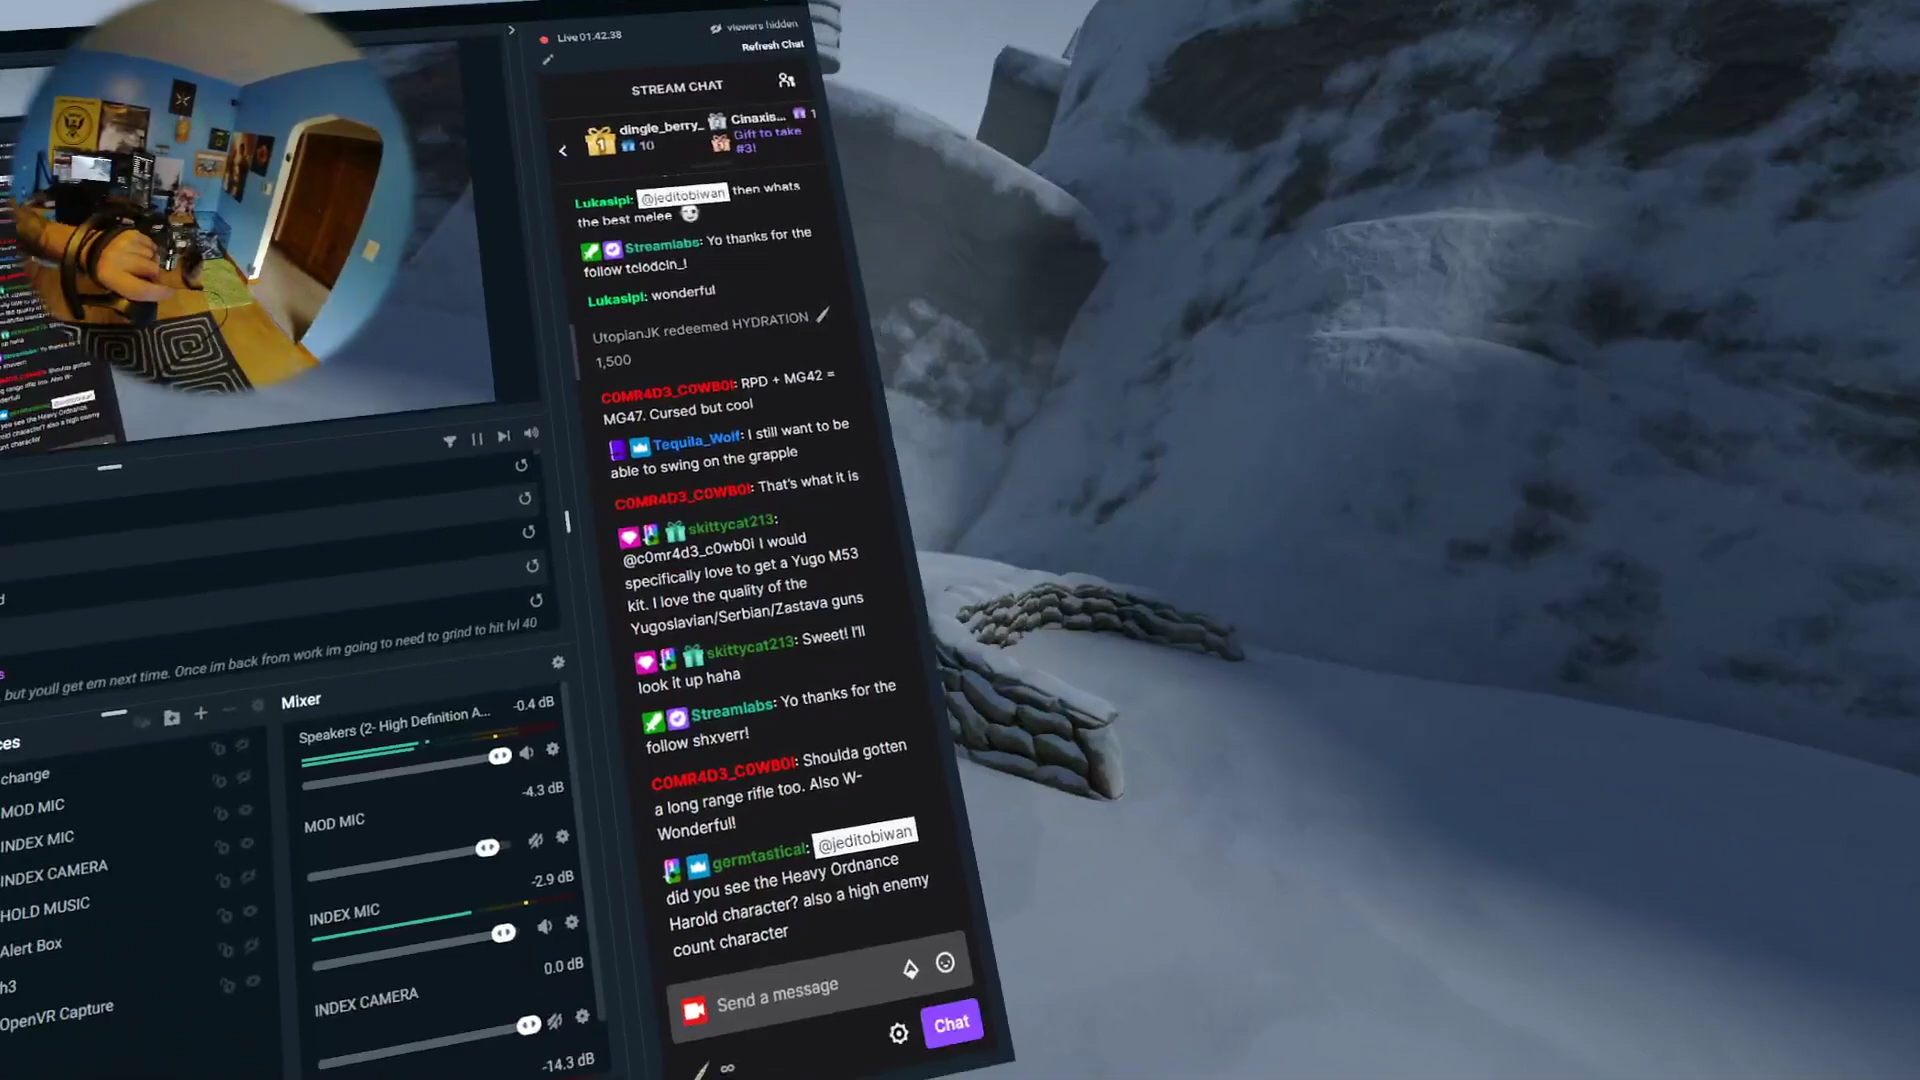 Live 01:42:38
viewers hidden
Refresh Chat
STREAM CHAT
dingle_berry_
10
Cinaxis...
1
Gift to take
#3!
Lukasipi: @jeditobiwan then whats
the best melee
Streamlabs: Yo thanks for the
follow tclodcin_!
Lukasipi: wonderful
UtopianJK redeemed HYDRATION
1,500
C0MR4D3_C0WB0I: RPD + MG42 =
MG47. Cursed but cool
Tequila_Wolf: I still want to be
able to swing on the grapple
C0MR4D3_C0WB0I: That's what it is
skittycat213:
@c0mr4d3_c0wb0i I would
specifically love to get a Yugo M53
kit. I love the quality of the
Yugoslavian/Serbian/Zastava guns
skittycat213: Sweet! I'll
look it up haha
Streamlabs: Yo thanks for the
follow shxverr!
C0MR4D3_C0WB0I: Shoulda gotten
a long range rifle too. Also W-
Wonderful!
germtastical: @jeditobiwan
did you see the Heavy Ordnance
Harold character? also a high enemy
count character
Send a message
Chat
d
s
, but youll get em next time. Once im back from work im going to need to grind to hit lvl 40
ces
change
MOD MIC
INDEX MIC
INDEX CAMERA
HOLD MUSIC
Alert Box
h3
OpenVR Capture
Mixer
Speakers (2- High Definition A...
-0.4 dB
MOD MIC
-4.3 dB
INDEX MIC
-2.9 dB
INDEX CAMERA
0.0 dB
-14.3 dB